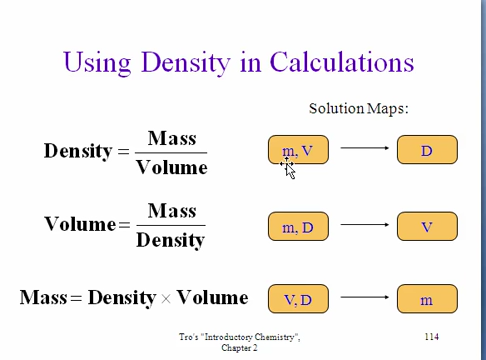 Using Density in Calculations
Solution Maps:
Density = Mass / Volume
m, V → D
Volume = Mass / Density
m, D → V
Mass = Density × Volume
V, D → m
Tro's "Introductory Chemistry",
Chapter 2
114